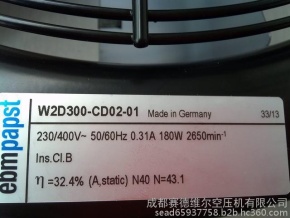 ebmpapst
W2D300-CD02-01 Made in Germany 33/13
230/400V~ 50/60Hz 0.31A 180W 2650min⁻¹
Ins.Cl.B
η =32.4% (A,static) N40 N=43.1
成都赛德维尔空压机有限公司
sead65937758.b2b.hc360.com